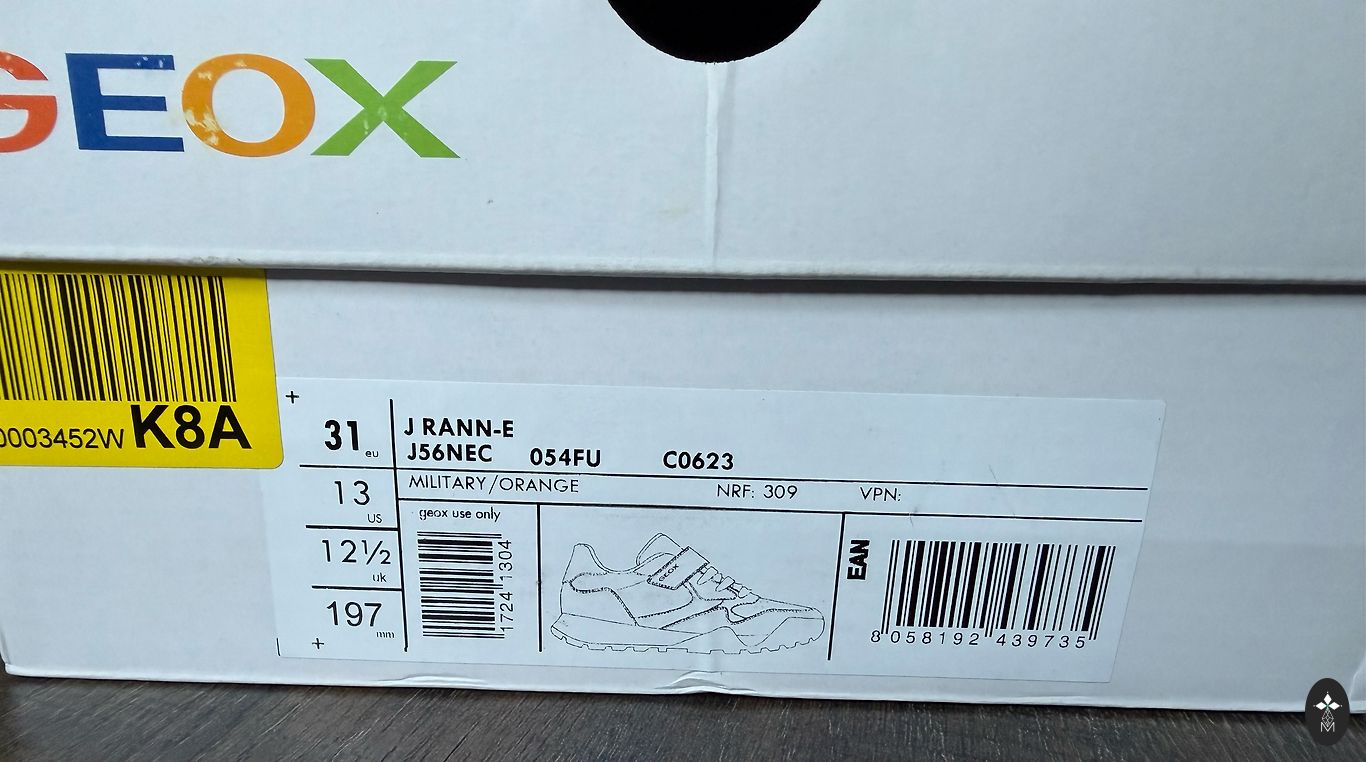 GEOX
0003452W K8A
31 eu
J RANN-E
J56NEC 054FU C0623
MILITARY/ORANGE NRF: 309 VPN:
13 US
12½ uk
197 mm
geox use only
1724 1304
GEOX
EAN
8 058192 439735
M